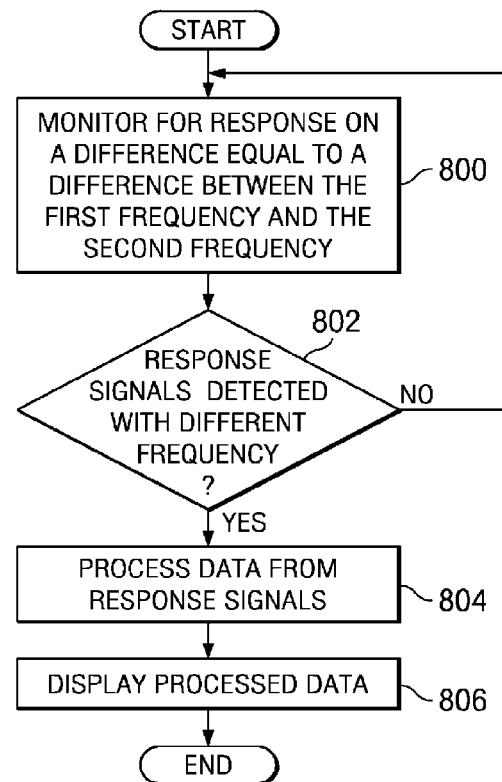 START
MONITOR FOR RESPONSE ON
A DIFFERENCE EQUAL TO A
DIFFERENCE BETWEEN THE
FIRST FREQUENCY AND THE
SECOND FREQUENCY
800
802
RESPONSE
SIGNALS DETECTED
WITH DIFFERENT
FREQUENCY
?
NO
YES
PROCESS DATA FROM
RESPONSE SIGNALS
804
DISPLAY PROCESSED DATA
806
END